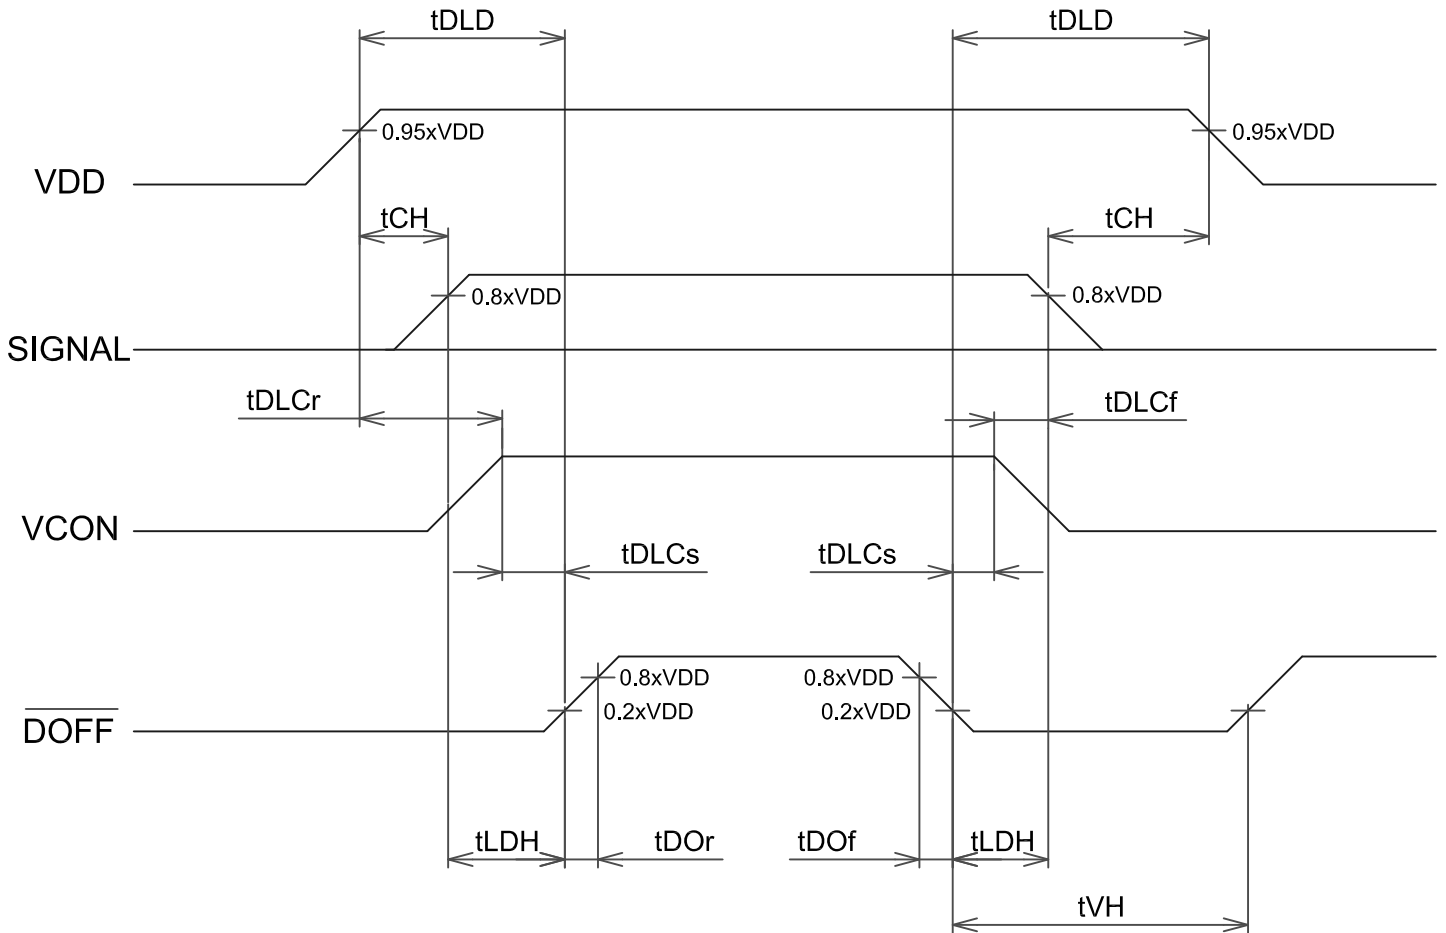 tDLD tDLD
0.95xVDD 0.95xVDD
VDD
tCH tCH
0.8xVDD 0.8xVDD
SIGNAL
tDLCr tDLCf
VCON
tDLCs tDLCs
0.8xVDD 0.8xVDD
0.2xVDD 0.2xVDD
DOFF
tLDH tDOr tDOf tLDH
tVH